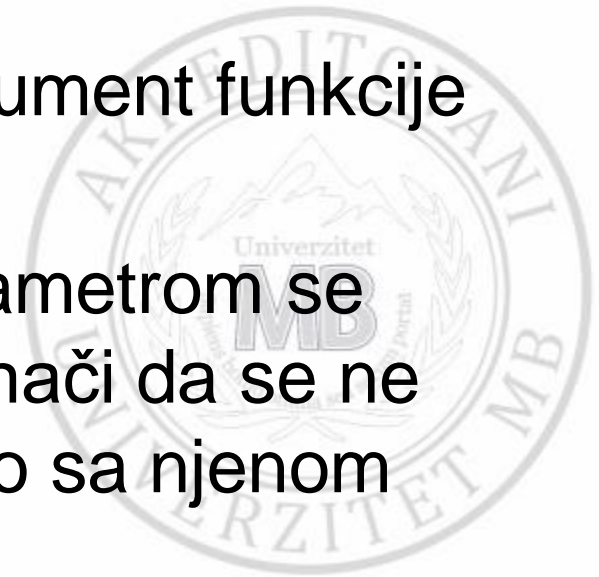 ument funkcije
ametrom se
nači da se ne
o sa njenom
AKREDITOVANI
UNIVERZITET MB
Univerzitet
MB